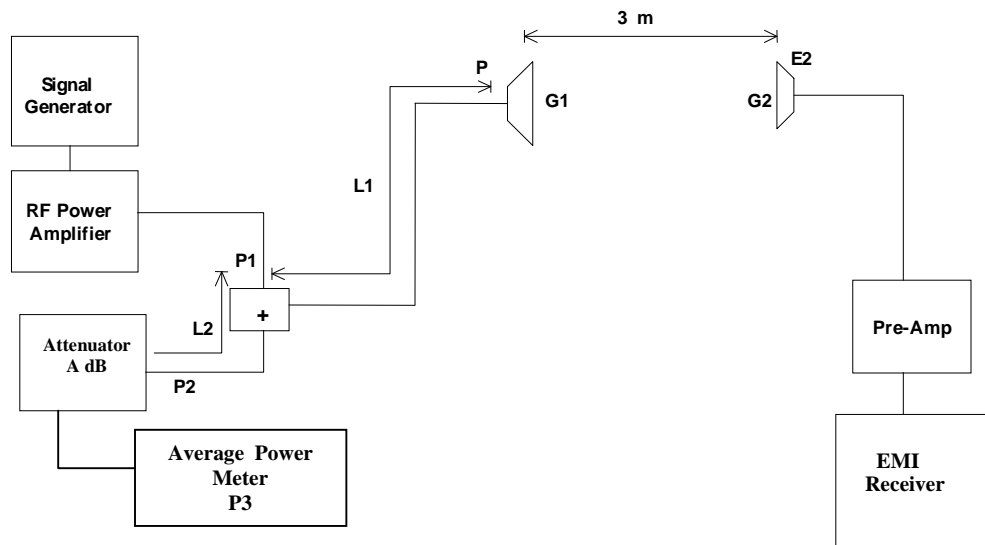 3 m
P
E2
Signal
Generator
G1
G2
L1
RF Power
Amplifier
P1
+
L2
Pre-Amp
Attenuator
A dB
P2
Average Power
Meter
P3
EMI
Receiver